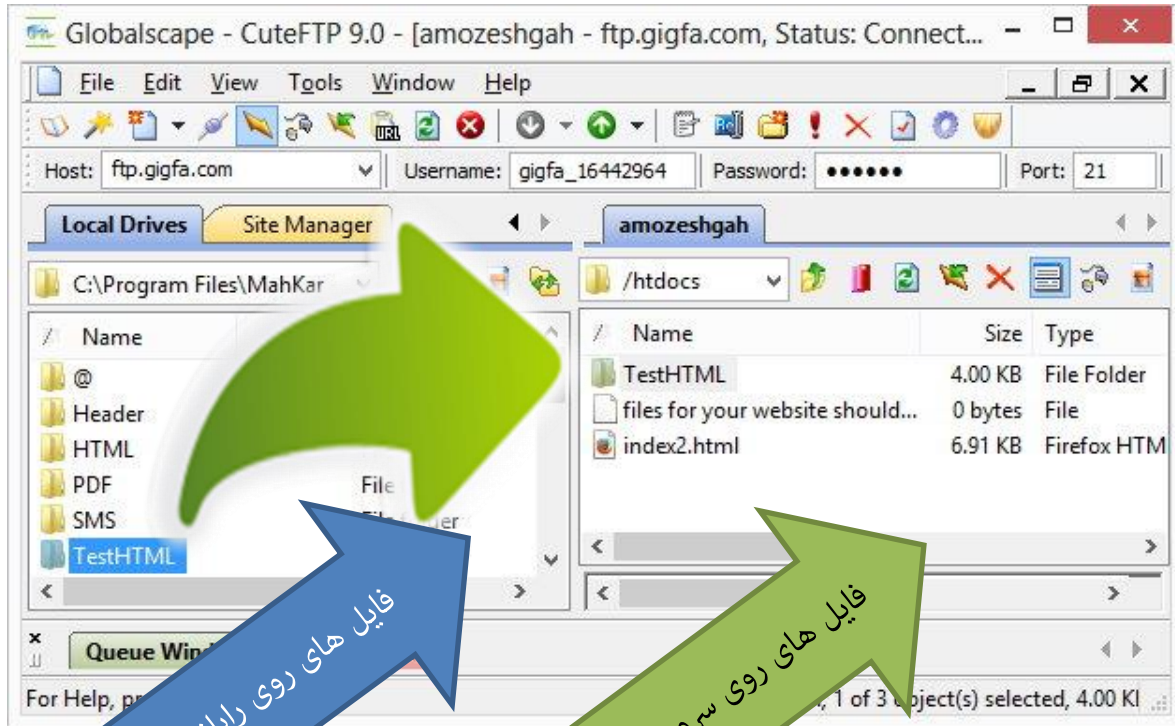 Globalscape - CuteFTP 9.0 - [amozeshgah - ftp.gigfa.com, Status: Connect...
File Edit View Tools Window Help
URL
Host: ftp.gigfa.com Username: gigfa_16442964 Password: •••••• Port: 21
Local Drives Site Manager
amozeshgah
C:\Program Files\MahKar
/htdocs
Name
@
Header
HTML
PDF File
SMS
TestHTML
Name Size Type
TestHTML 4.00 KB File Folder
files for your website should... 0 bytes File
index2.html 6.91 KB Firefox HTM
فایل های روی
فایل های روی
Queue
For Help,
1 of 3 object(s) selected, 4.00 KI